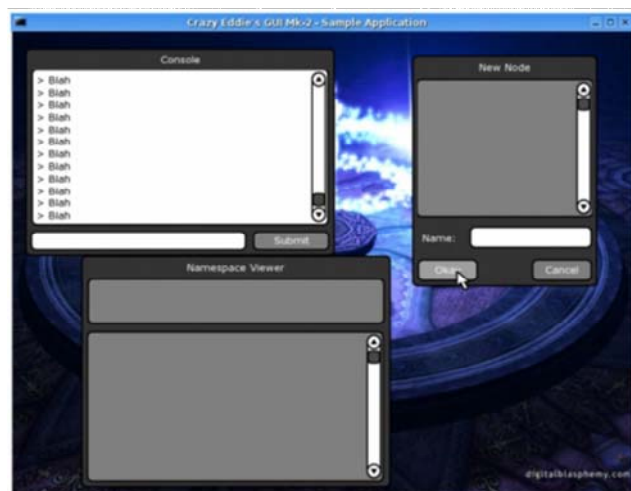 Crazy Eddie's GUI Mk-2 - Sample Application
Console
> Blah
> Blah
> Blah
> Blah
> Blah
> Blah
> Blah
> Blah
> Blah
> Blah
> Blah
> Blah
Submit
New Node
Name:
Okay
Cancel
Namespace Viewer
digitalblasphemy.com